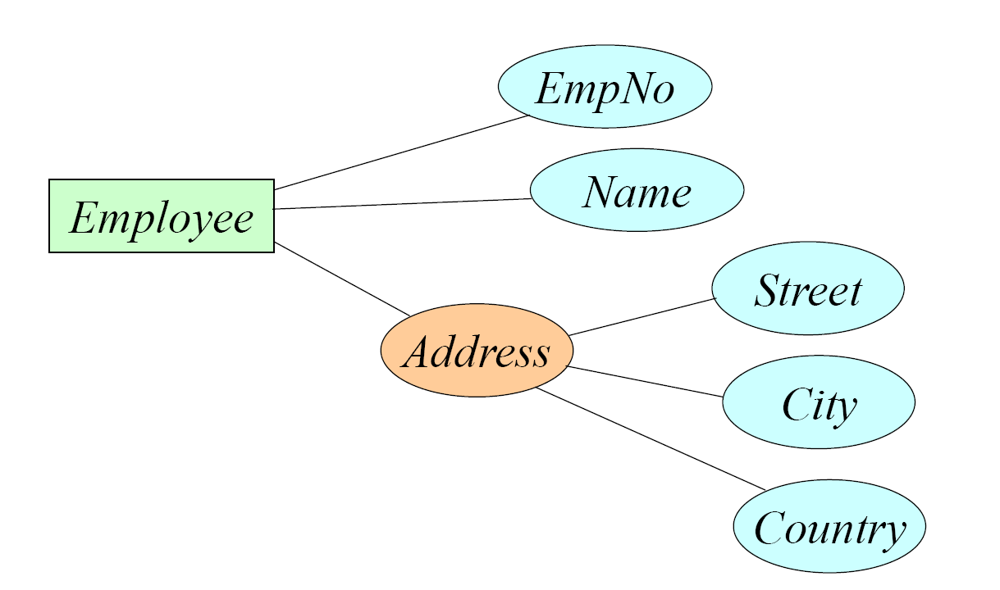 EmpNo
Name
Employee
Street
Address
City
Country